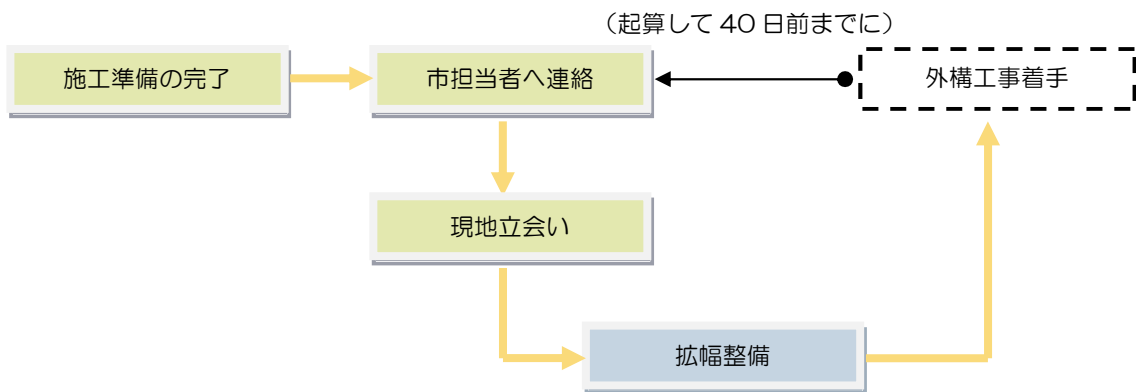 （起算して 40 日前までに）
施工準備の完了
市担当者へ連絡
外構工事着手
現地立会い
拡幅整備